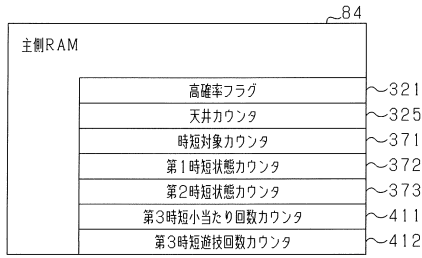 84
主側RAM
高確率フラグ 321
天井カウンタ 325
時短対象カウンタ 371
第1時短状態カウンタ 372
第2時短状態カウンタ 373
第3時短小当たり回数カウンタ 411
第3時短遊技回数カウンタ 412